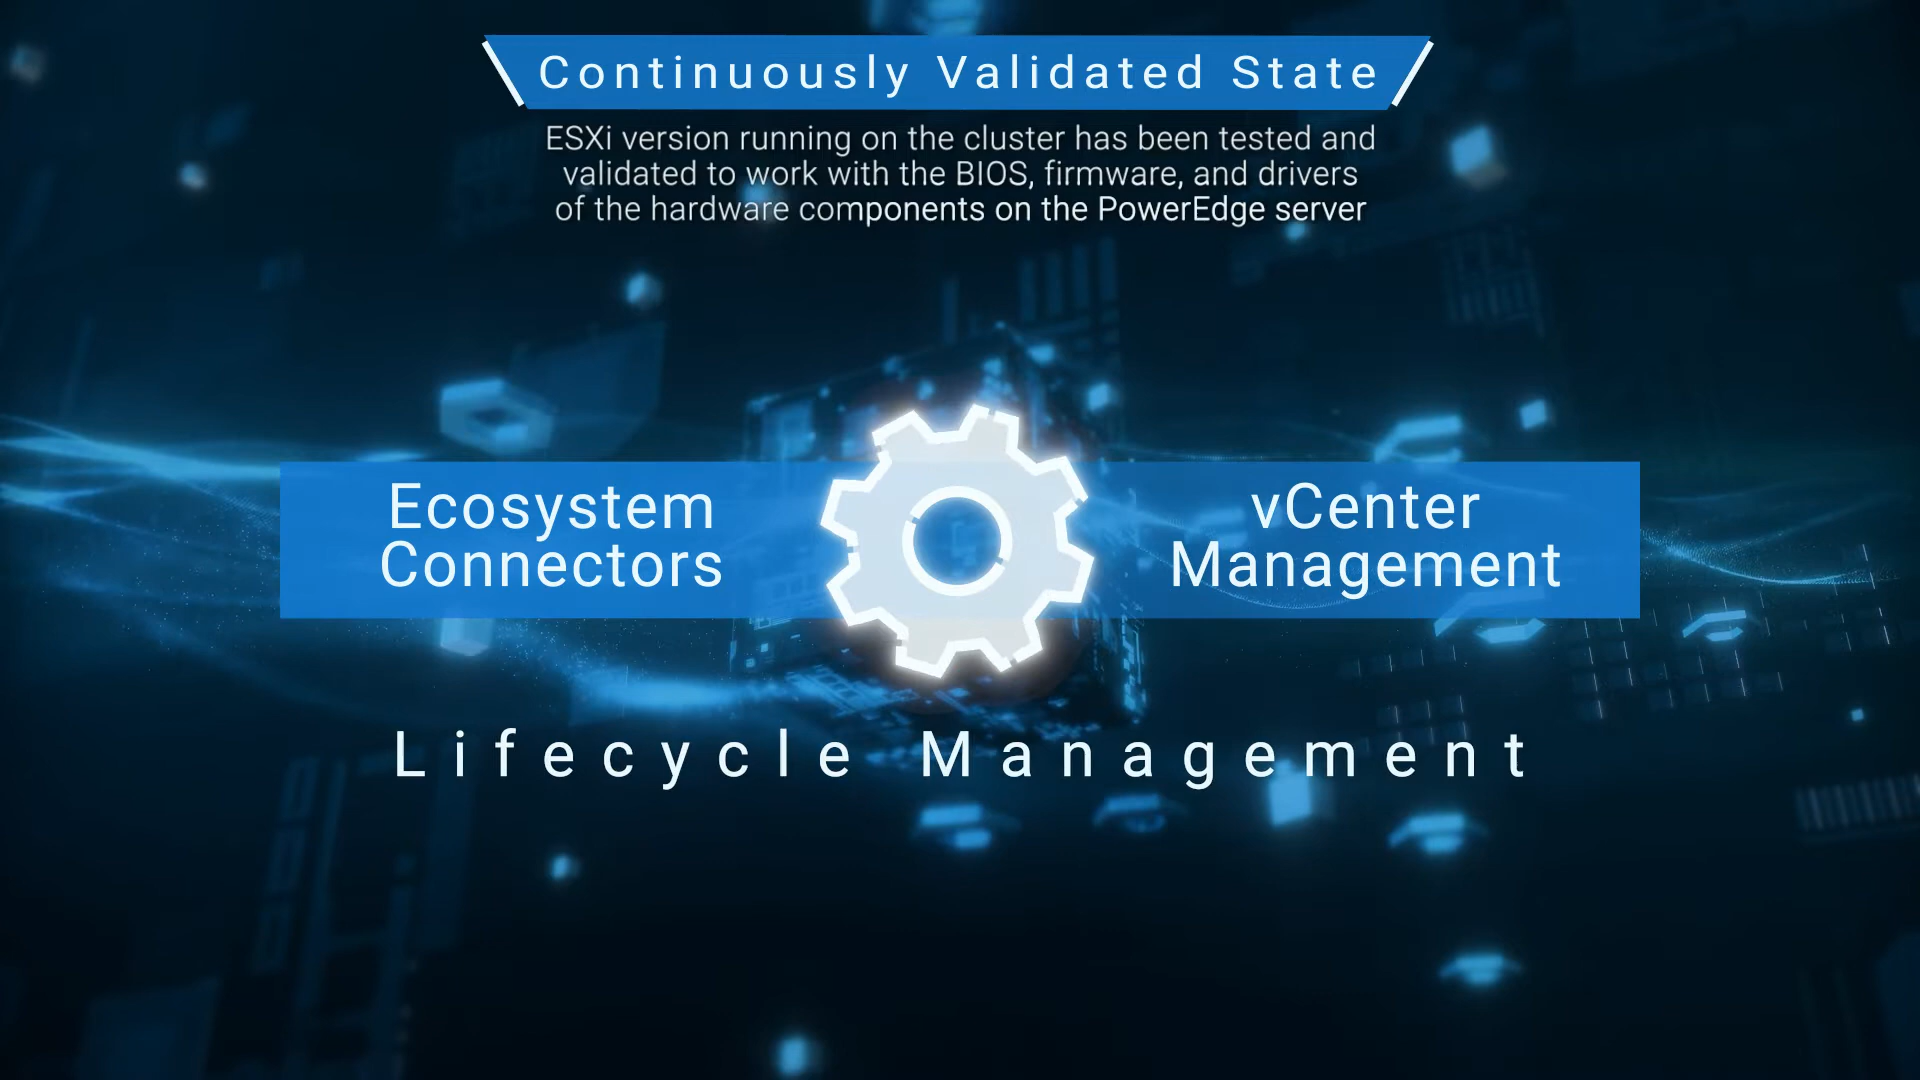 Continuously Validated State
ESXi version running on the cluster has been tested and
validated to work with the BIOS, firmware, and drivers
of the hardware components on the PowerEdge server
Ecosystem
Connectors
vCenter
Management
Lifecycle Management